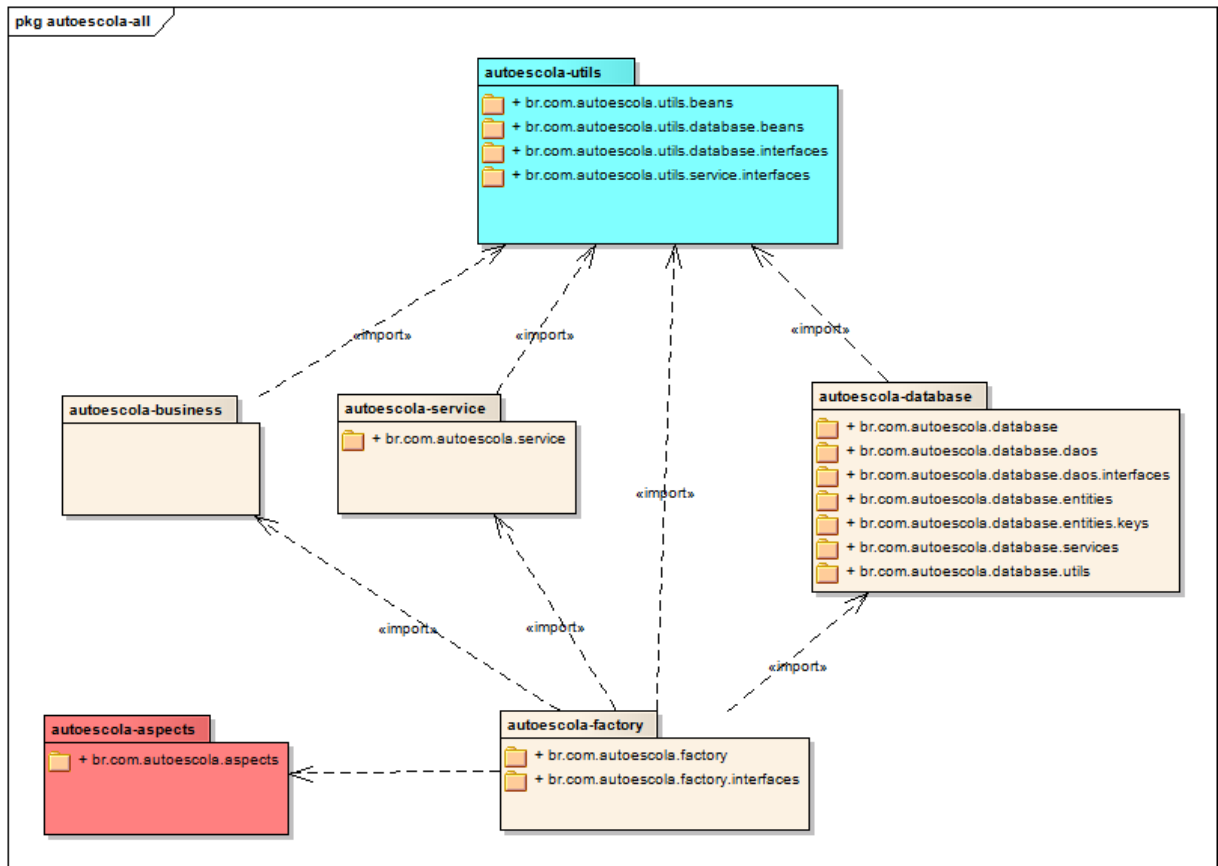 pkg autoescola-all
autoescola-utils
+ br.com.autoescola.utils.beans
+ br.com.autoescola.utils.database.beans
+ br.com.autoescola.utils.database.interfaces
+ br.com.autoescola.utils.service.interfaces
«import»
«import»
«import»
autoescola-business
autoescola-service
+ br.com.autoescola.service
autoescola-database
+ br.com.autoescola.database
+ br.com.autoescola.database.daos
+ br.com.autoescola.database.daos.interfaces
+ br.com.autoescola.database.entities
+ br.com.autoescola.database.entities.keys
+ br.com.autoescola.database.services
+ br.com.autoescola.database.utils
«import»
«import»
«import»
«import»
autoescola-aspects
+ br.com.autoescola.aspects
autoescola-factory
+ br.com.autoescola.factory
+ br.com.autoescola.factory.interfaces